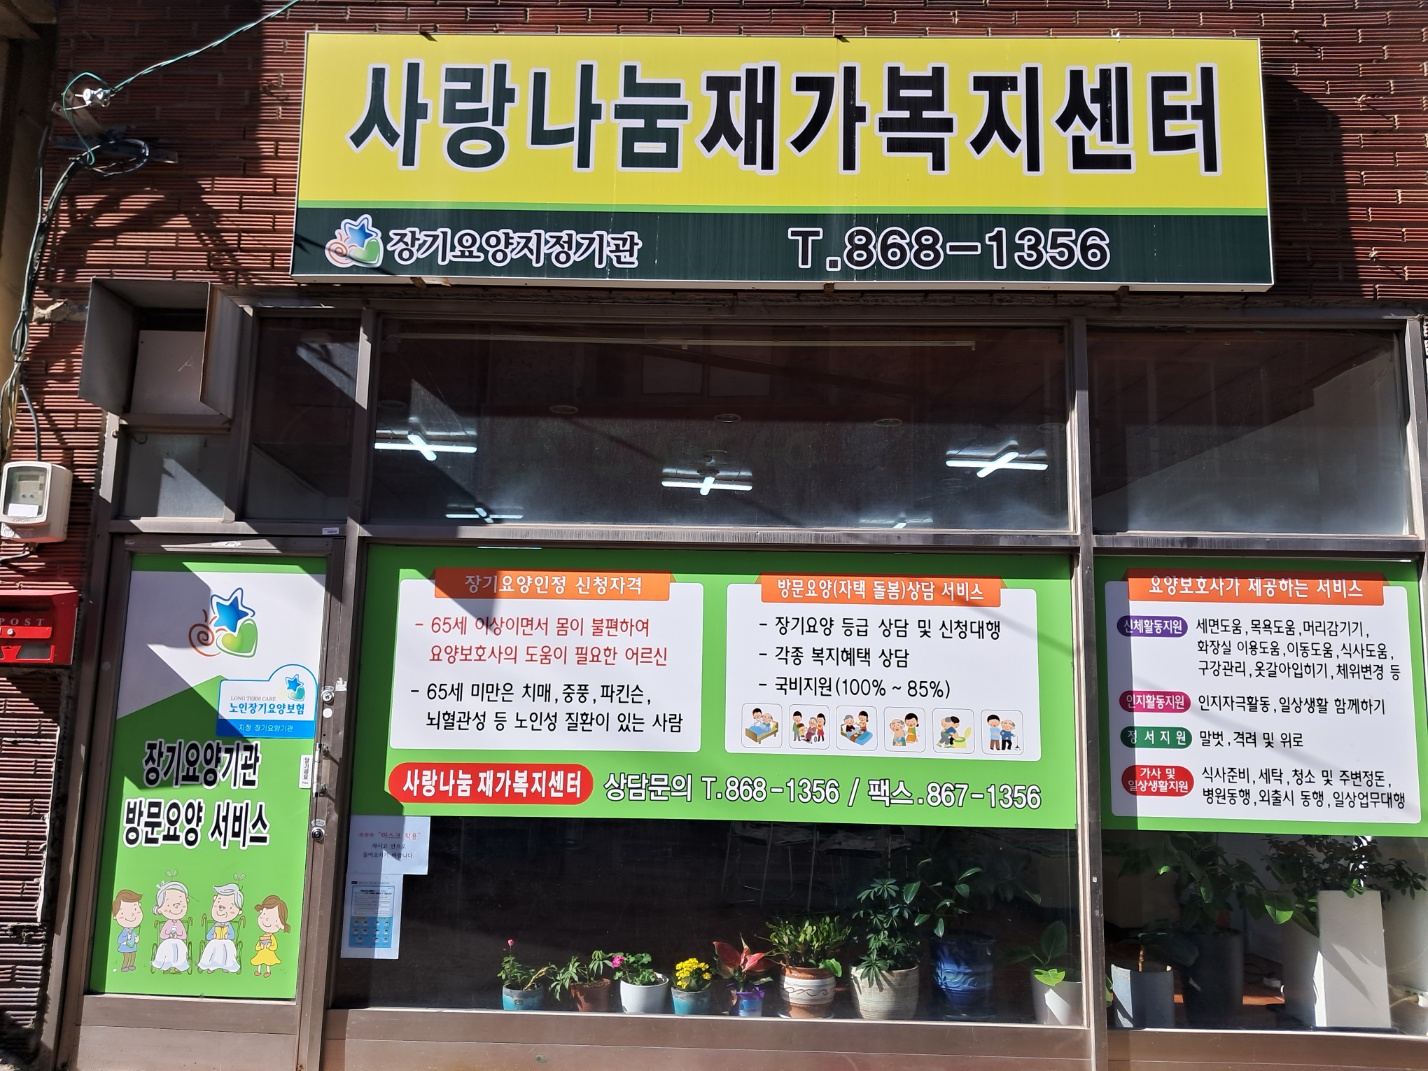 사랑나눔재가복지센터
장기요양지정기관 T.868-1356
POST
LONG TERM CARE
노인장기요양보험
지정 장기요양기관
장기요양기관
방문요양 서비스
장기요양인정 신청자격
- 65세 이상이면서 몸이 불편하여
요양보호사의 도움이 필요한 어르신
- 65세 미만은 치매,중풍,파킨슨,
뇌혈관성 등 노인성 질환이 있는 사람
방문요양(자택 돌봄)상담 서비스
- 장기요양 등급 상담 및 신청대행
- 각종 복지혜택 상담
- 국비지원(100% ~ 85%)
사랑나눔 재가복지센터 상담문의 T.868-1356 / 팩스.867-1356
요양보호사가 제공하는 서비스
신체활동지원 세면도움,목욕도움,머리감기기,
화장실 이용도움,이동도움,식사도움,
구강관리,옷갈아입히기,체위변경 등
인지활동지원 인지자극활동,일상생활 함께하기
정서지원 말벗,격려 및 위로
가사 및
일상생활지원
식사준비,세탁,청소 및 주변정돈,
병원동행,외출시 동행,일상업무대행